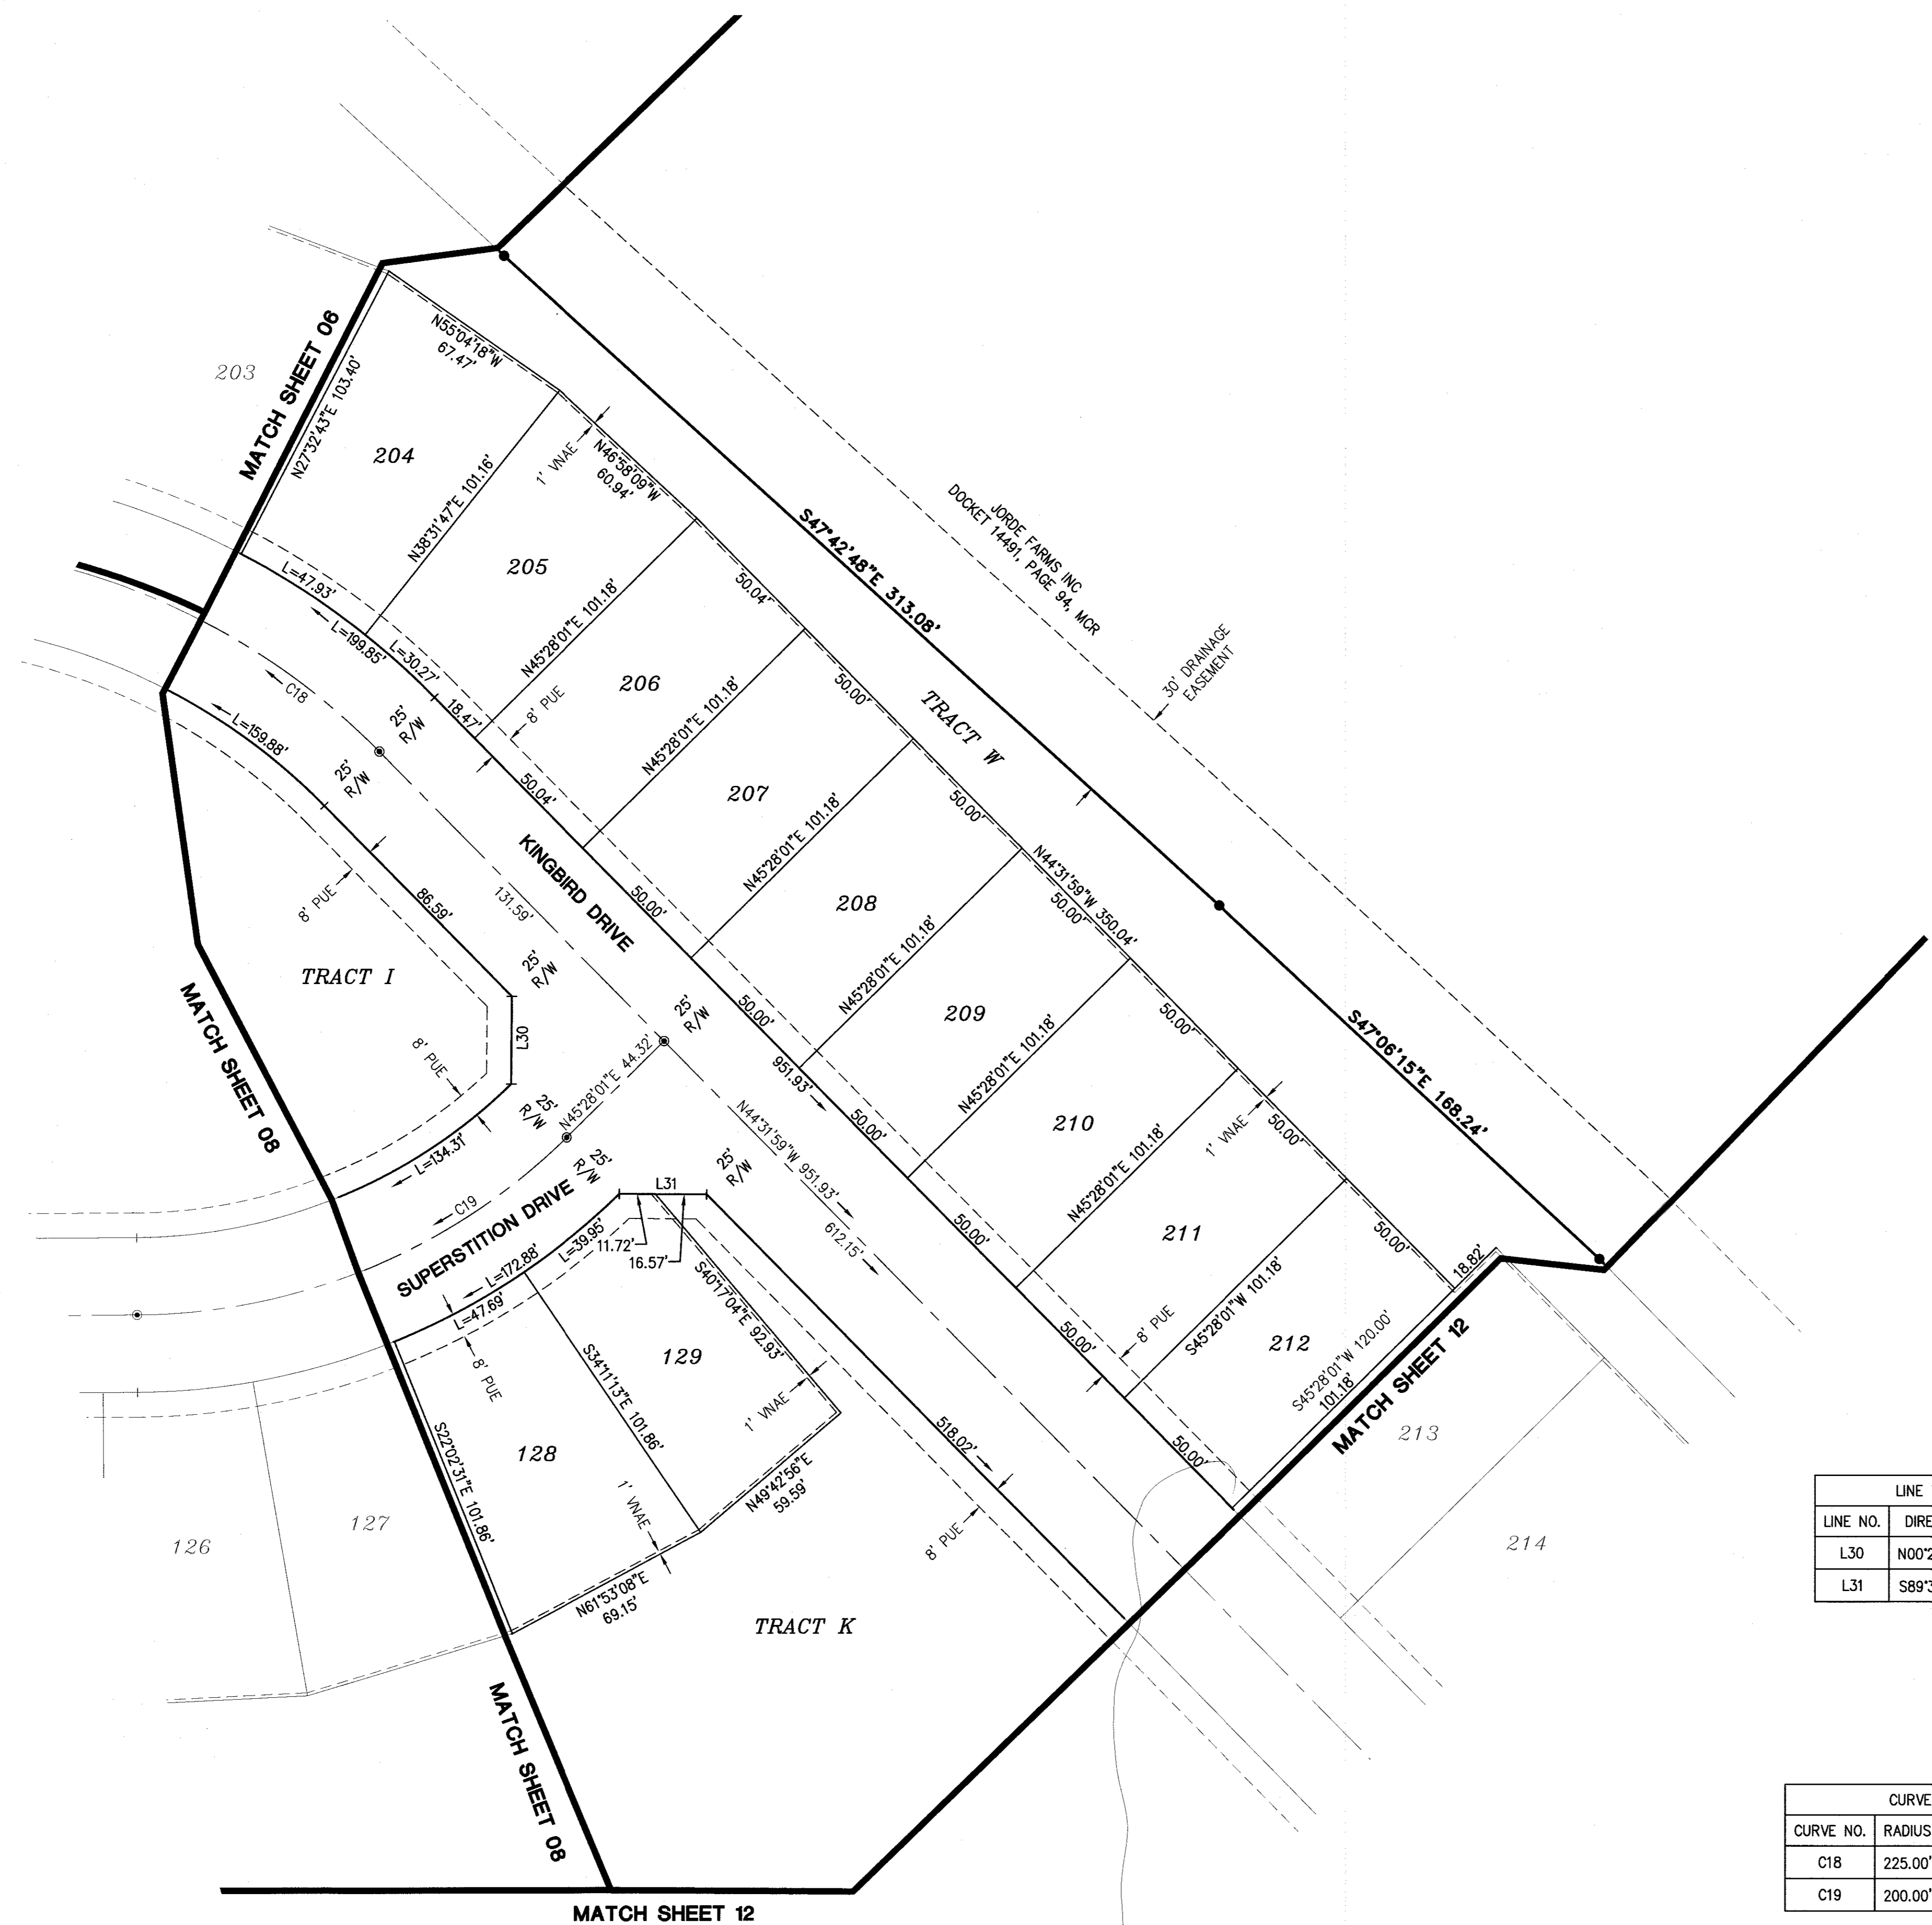 203
MATCH SHEET 06
N27°32'43"E 103.40'
204
N55°04'18"W
67.47'
N38°31'47"E 101.16'
1' VNAE
N46°58'09"W
60.94'
205
N45°28'01"E 101.18'
50.04'
S47°42'48"E 313.08'
JORDE FARMS INC
DOCKET 14491, PAGE 94, MCR
30' DRAINAGE
EASEMENT
TRACT W
L=47.93'
L=199.85'
L=30.27'
18.47'
C18
25'
R/W
8' PUE
206
N45°28'01"E 101.18'
50.00'
L=159.88'
25'
R/W
50.04'
207
N45°28'01"E 101.18'
50.00'
8' PUE
86.59'
131.59'
KINGBIRD DRIVE
50.00'
208
N45°28'01"E 101.18'
N44°31'59"W 350.04'
50.00'
TRACT I
25'
R/W
25'
R/W
50.00'
209
N45°28'01"E 101.18'
50.00'
MATCH SHEET 08
L30
8' PUE
N45°28'01"E 44.32'
951.93'
50.00'
210
N45°28'01"E 101.18'
1' VNAE
50.00'
S47°06'15"E 168.24'
25'
R/W
L=134.31'
25'
R/W
25'
R/W
N44°31'59"W 951.93'
612.15'
50.00'
211
S45°28'01"W 101.18'
50.00'
18.82'
C19
SUPERSTITION DRIVE
L31
11.72'
16.57'
L=39.95'
L=172.88'
L=47.69'
8' PUE
S40°17'04"E 92.93'
129
S34°11'13"E 101.86'
1' VNAE
50.00'
8' PUE
212
S45°28'01"W 120.00'
101.18'
MATCH SHEET 12
213
50.00'
518.02'
S22°02'31"E 101.86'
128
1' VNAE
N49°42'56"E
59.59'
8' PUE
126
127
214
N61°53'08"E
69.15'
TRACT K
MATCH SHEET 08
MATCH SHEET 12
LINE
LINE NO. DIRE
L30 N00°2
L31 S89°3
CURVE
CURVE NO. RADIUS
C18 225.00'
C19 200.00'